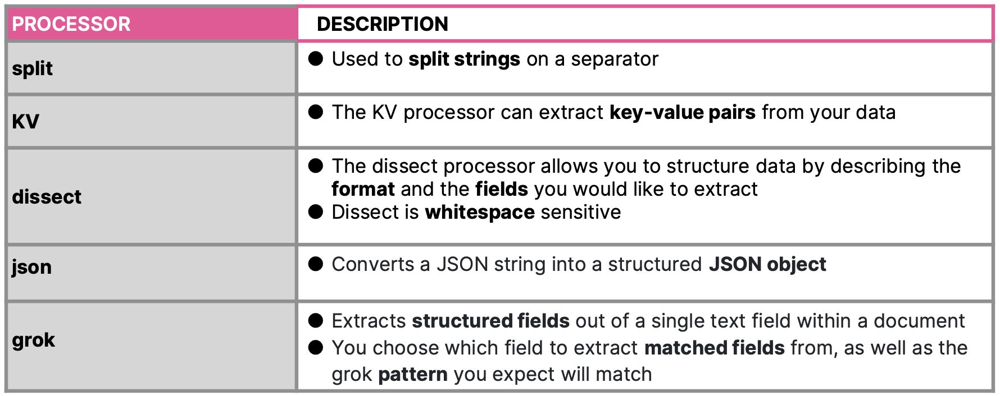 PROCESSOR
DESCRIPTION
split
● Used to split strings on a separator
KV
● The KV processor can extract key-value pairs from your data
dissect
● The dissect processor allows you to structure data by describing the
format and the fields you would like to extract
● Dissect is whitespace sensitive
json
● Converts a JSON string into a structured JSON object
grok
● Extracts structured fields out of a single text field within a document
● You choose which field to extract matched fields from, as well as the
grok pattern you expect will match